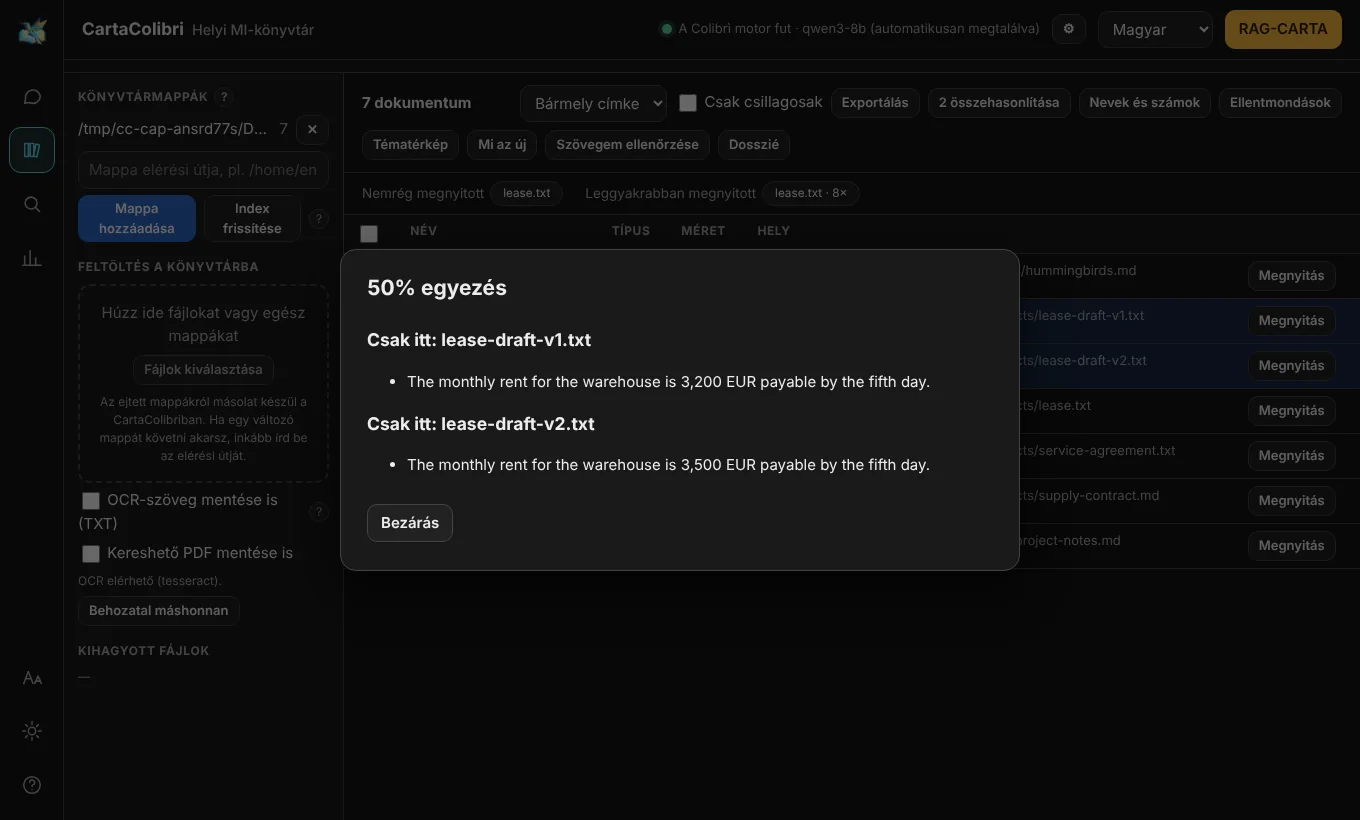 CartaColibri Helyi MI-könyvtár
A Colibrì motor fut · qwen3-8b (automatikusan megtalálva)
Magyar
RAG-CARTA
KÖNYVTÁRMAPPÁK ?
/tmp/cc-cap-ansrd77s/D... 7 ✕
Mappa elérési útja, pl. /home/en
Mappa hozzáadása
Index frissítése
?
FELTÖLTÉS A KÖNYVTÁRBA
Húzz ide fájlokat vagy egész
mappákat
Fájlok kiválasztása
Az ejtett mappákról másolat készül a
CartaColibriban. Ha egy változó
mappát követni akarsz, inkább írd be
az elérési útját.
OCR-szöveg mentése is
(TXT)
?
Kereshető PDF mentése is
OCR elérhető (tesseract).
Behozatal máshonnan
KIHAGYOTT FÁJLOK
—
7 dokumentum
Bármely címke
Csak csillagosak
Exportálás
2 összehasonlítása
Nevek és számok
Ellentmondások
Tématérkép
Mi az új
Szövegem ellenőrzése
Dosszié
Nemrég megnyitott lease.txt Leggyakrabban megnyitott lease.txt · 8×
NÉV TÍPUS MÉRET HELY
/hummingbirds.md Megnyitás
cts/lease-draft-v1.txt Megnyitás
cts/lease-draft-v2.txt Megnyitás
cts/lease.txt Megnyitás
cts/service-agreement.txt Megnyitás
cts/supply-contract.md Megnyitás
project-notes.md Megnyitás
50% egyezés
Csak itt: lease-draft-v1.txt
• The monthly rent for the warehouse is 3,200 EUR payable by the fifth day.
Csak itt: lease-draft-v2.txt
• The monthly rent for the warehouse is 3,500 EUR payable by the fifth day.
Bezárás
AA
?